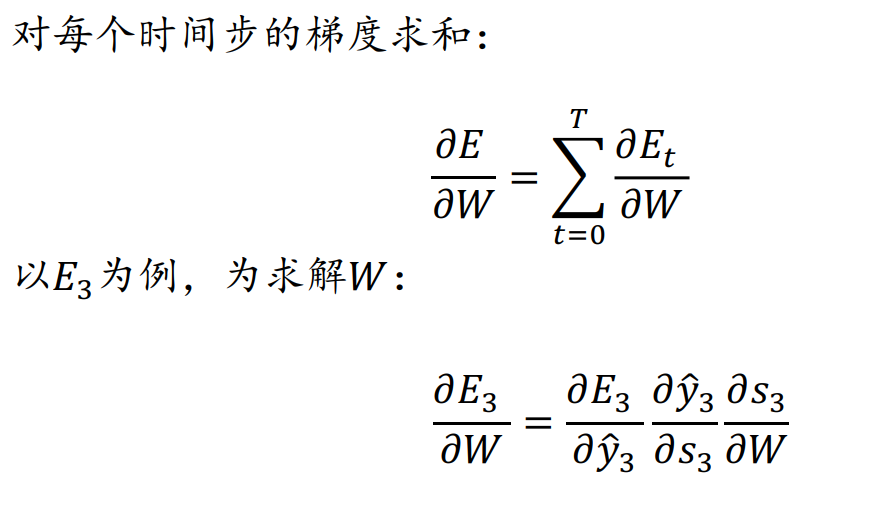 对每个时间步的梯度求和：
∂E/∂W = ∑_{t=0}^{T} ∂E_t/∂W
以E_3为例，为求解W：
∂E_3/∂W = ∂E_3/∂ŷ_3 ∂ŷ_3/∂s_3 ∂s_3/∂W